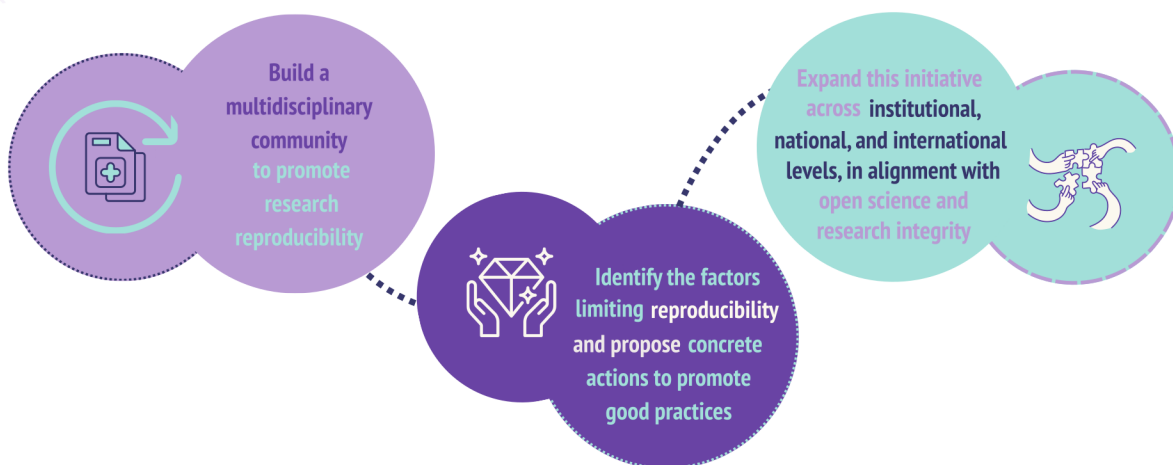 Build a
multidisciplinary
community
to promote
research
reproducibility
Identify the factors
limiting reproducibility
and propose concrete
actions to promote
good practices
Expand this initiative
across institutional,
national, and international
levels, in alignment with
open science and
research integrity